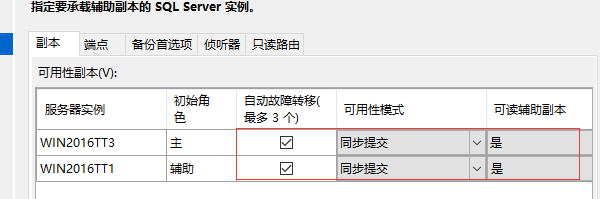 指定要承载辅助副本的 SQL Server 实例。
副本 端点 备份首选项 侦听器 只读路由
可用性副本(V):
服务器实例 初始角色 自动故障转移(最多 3 个) 可用性模式 可读辅助副本
WIN2016TT3 主 同步提交 是
WIN2016TT1 辅助 同步提交 是